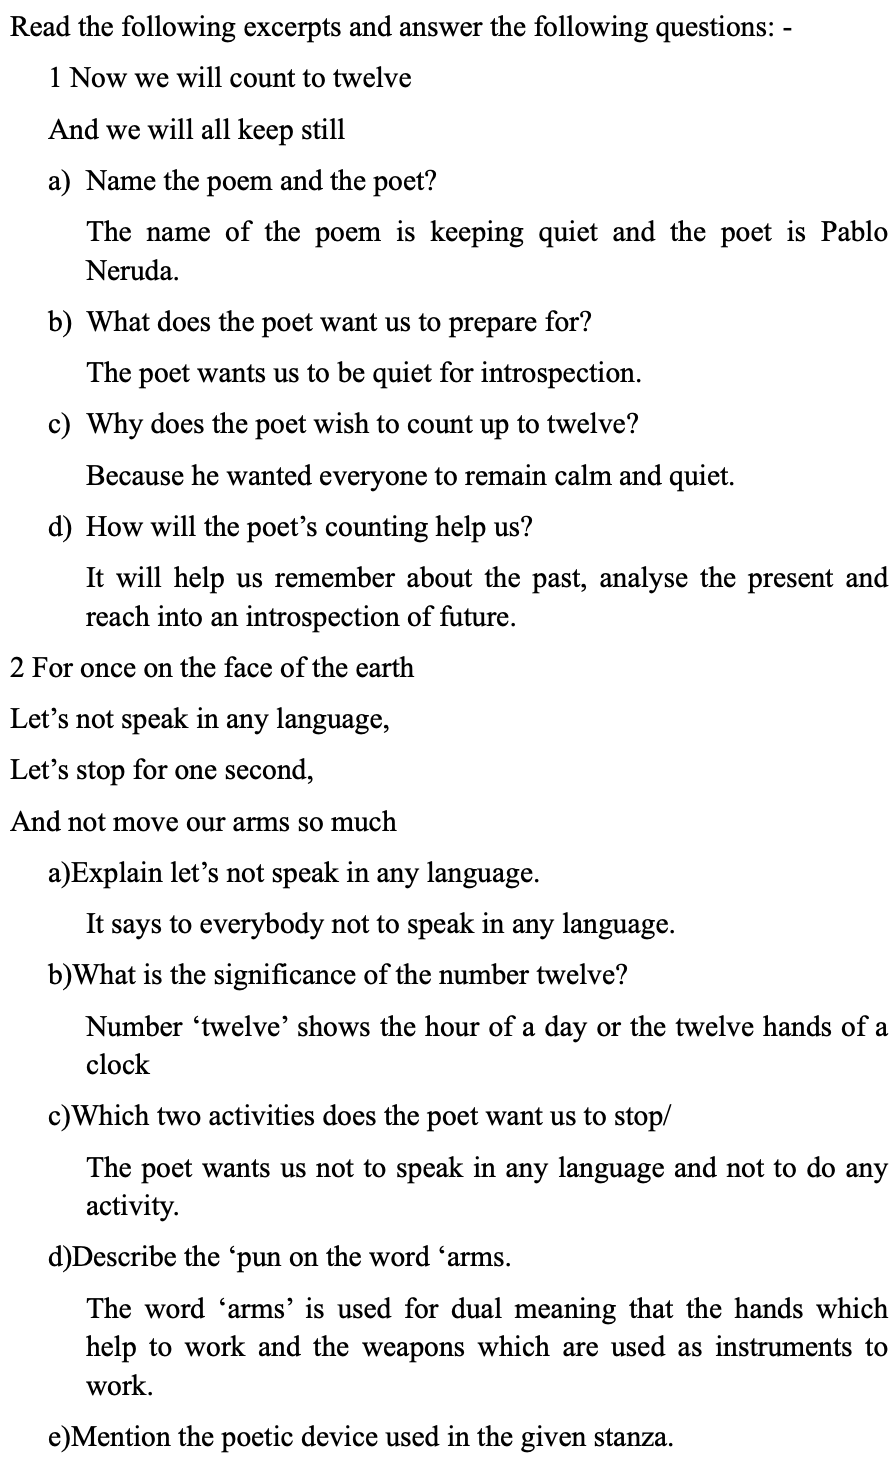 Read the following excerpts and answer the following questions: -
1 Now we will count to twelve
And we will all keep still
a) Name the poem and the poet?
The name of the poem is keeping quiet and the poet is Pablo
Neruda.
b) What does the poet want us to prepare for?
The poet wants us to be quiet for introspection.
c) Why does the poet wish to count up to twelve?
Because he wanted everyone to remain calm and quiet.
d) How will the poet’s counting help us?
It will help us remember about the past, analyse the present and
reach into an introspection of future.
2 For once on the face of the earth
Let’s not speak in any language,
Let’s stop for one second,
And not move our arms so much
a)Explain let’s not speak in any language.
It says to everybody not to speak in any language.
b)What is the significance of the number twelve?
Number ‘twelve’ shows the hour of a day or the twelve hands of a
clock
c)Which two activities does the poet want us to stop/
The poet wants us not to speak in any language and not to do any
activity.
d)Describe the ‘pun on the word ‘arms.
The word ‘arms’ is used for dual meaning that the hands which
help to work and the weapons which are used as instruments to
work.
e)Mention the poetic device used in the given stanza.